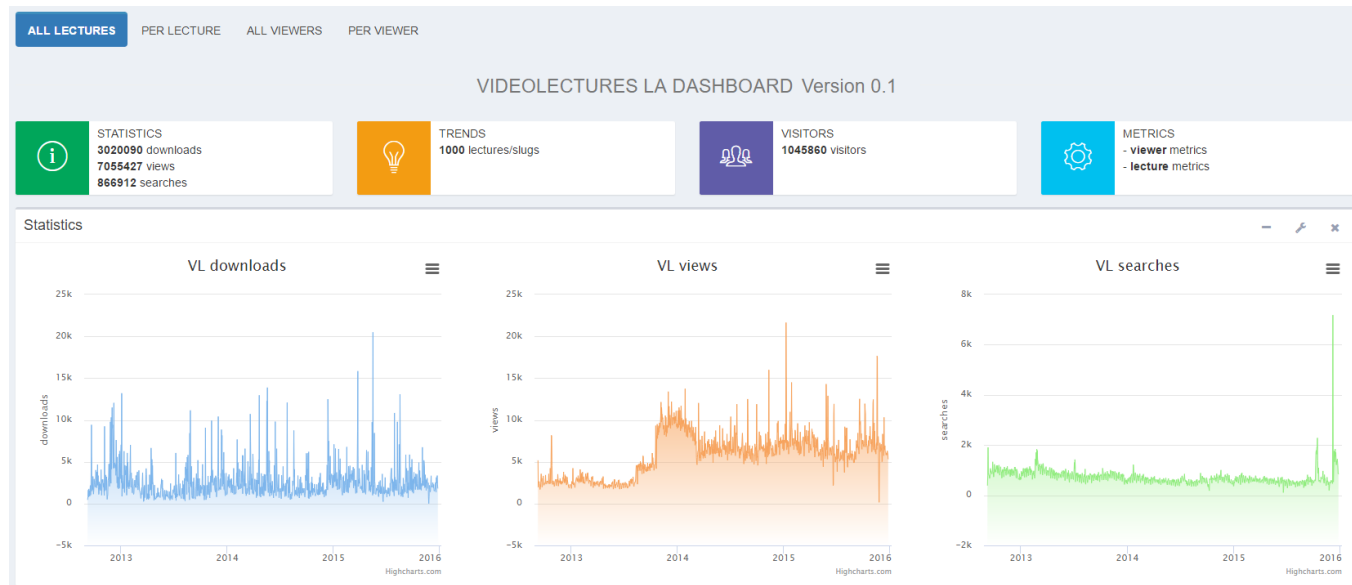 ALL LECTURES PER LECTURE ALL VIEWERS PER VIEWER
VIDEOLECTURES LA DASHBOARD Version 0.1
STATISTICS
3020090 downloads
7055427 views
866912 searches
TRENDS
1000 lectures/slugs
VISITORS
1045860 visitors
METRICS
- viewer metrics
- lecture metrics
Statistics
VL downloads
downloads
25k
20k
15k
10k
5k
0
-5k
2013 2014 2015 2016
Highcharts.com
VL views
views
25k
20k
15k
10k
5k
0
-5k
2013 2014 2015 2016
Highcharts.com
VL searches
searches
8k
6k
4k
2k
0
-2k
2013 2014 2015 2016
Highcharts.com